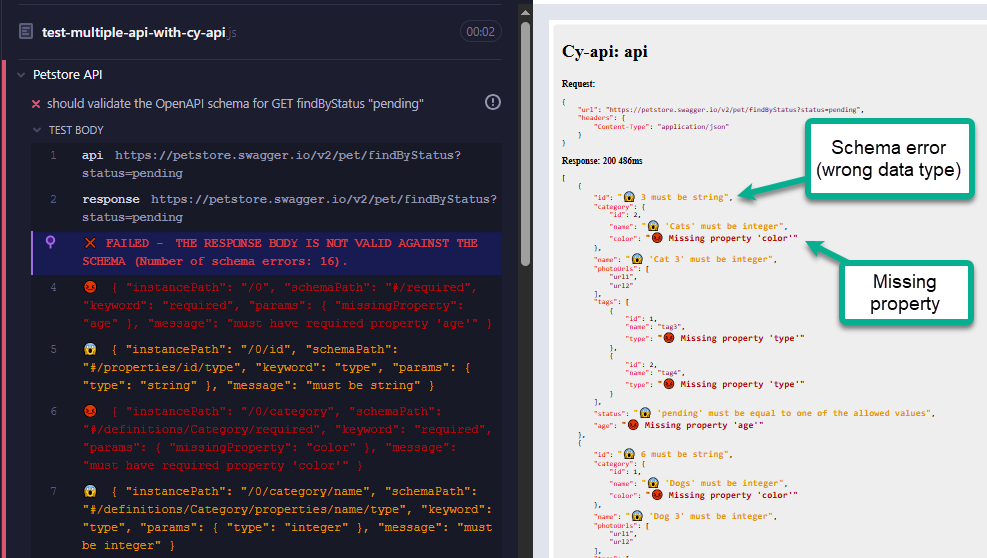 test-multiple-api-with-cy-api.js
00:02
Petstore API
should validate the OpenAPI schema for GET findByStatus "pending"
TEST BODY
1 api https://petstore.swagger.io/v2/pet/findByStatus?
status=pending
2 response https://petstore.swagger.io/v2/pet/findByStatus?
status=pending
❌ FAILED - THE RESPONSE BODY IS NOT VALID AGAINST THE
SCHEMA (Number of schema errors: 16).
4 😡 { "instancePath": "/0", "schemaPath": "#/required",
"keyword": "required", "params": { "missingProperty":
"age" }, "message": "must have required property 'age'" }
5 😱 { "instancePath": "/0/id", "schemaPath":
"#/properties/id/type", "keyword": "type", "params": {
"type": "string" }, "message": "must be string" }
6 😡 { "instancePath": "/0/category", "schemaPath":
"#/definitions/Category/required", "keyword": "required",
"params": { "missingProperty": "color" }, "message":
"must have required property 'color'" }
7 😱 { "instancePath": "/0/category/name", "schemaPath":
"#/definitions/Category/properties/name/type", "keyword":
"type", "params": { "type": "integer" }, "message": "must
be integer" }
Cy-api: api
Request:
{
"url": "https://petstore.swagger.io/v2/pet/findByStatus?status=pending",
"headers": {
"Content-Type": "application/json"
}
}
Response: 200 486ms
[
{
"id": "😱 3 must be string",
"category": {
"id": 2,
"name": "😱 'Cats' must be integer",
"color": "😡 Missing property 'color'"
},
"name": "😱 'Cat 3' must be integer",
"photoUrls": [
"url1",
"url2"
],
"tags": [
{
"id": 1,
"name": "tag3",
"type": "😡 Missing property 'type'"
},
{
"id": 2,
"name": "tag4",
"type": "😡 Missing property 'type'"
}
],
"status": "😱 'pending' must be equal to one of the allowed values",
"age": "😡 Missing property 'age'"
},
{
"id": "😱 6 must be string",
"category": {
"id": 1,
"name": "😱 'Dogs' must be integer",
"color": "😡 Missing property 'color'"
},
"name": "😱 'Dog 3' must be integer",
"photoUrls": [
"url1",
"url2"
],
Schema error
(wrong data type)
Missing
property